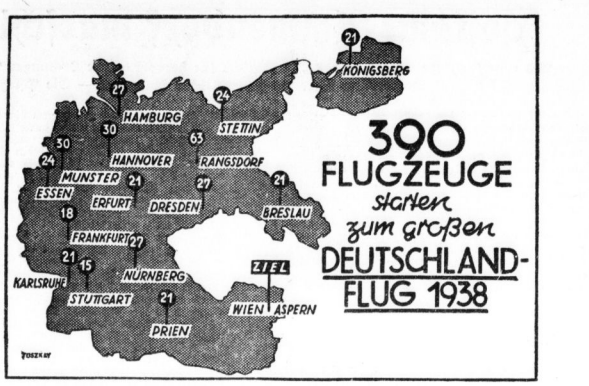 21
KÖNIGSBERG
27
HAMBURG
24
STETTIN
30
HANNOVER
63
RANGSDORF
30
MÜNSTER
24
ESSEN
21
ERFURT
27
DRESDEN
21
BRESLAU
18
FRANKFURT
27
NÜRNBERG
21
KARLSRUHE
15
STUTTGART
21
PRIEN
ZIEL
WIEN ASPERN
390
FLUGZEUGE
starten
zum großen
DEUTSCHLAND-
FLUG 1938